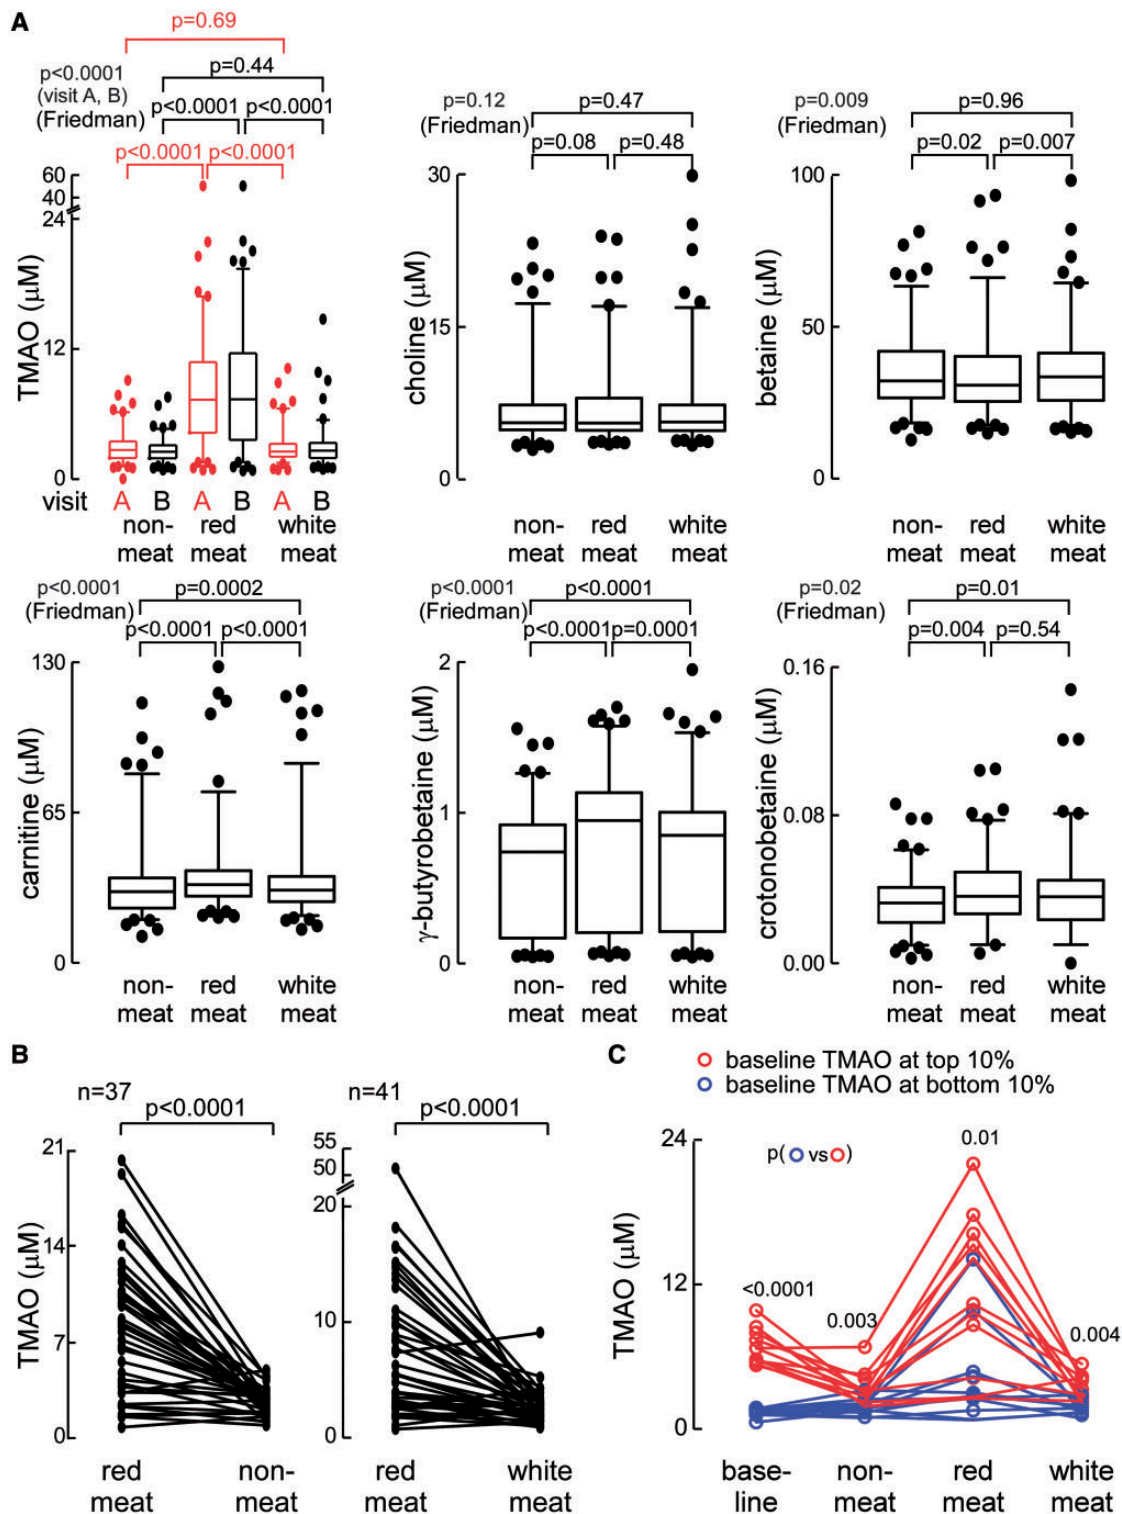 A
p=0.69
p<0.0001
(visit A, B)
(Friedman)
p=0.44
p<0.0001 p<0.0001
p<0.0001 p<0.0001
60
40
24
12
0
TMAO (μM)
visit A B A B A B
non-meat
red meat
white meat
p=0.12
(Friedman)
p=0.47
p=0.08 p=0.48
30
15
0
choline (μM)
non-meat
red meat
white meat
p=0.009
(Friedman)
p=0.96
p=0.02 p=0.007
100
50
0
betaine (μM)
non-meat
red meat
white meat
p<0.0001
(Friedman)
p=0.0002
p<0.0001 p<0.0001
130
65
0
carnitine (μM)
non-meat
red meat
white meat
p<0.0001
(Friedman)
p<0.0001
p<0.0001 p=0.0001
2
1
0
γ-butyrobetaine (μM)
non-meat
red meat
white meat
p=0.02
(Friedman)
p=0.01
p=0.004 p=0.54
0.16
0.08
0.00
crotonobetaine (μM)
non-meat
red meat
white meat
B
n=37
p<0.0001
21
14
7
0
TMAO (μM)
red meat
non-meat
n=41
p<0.0001
55
50
20
10
0
red meat
white meat
C
baseline TMAO at top 10%
baseline TMAO at bottom 10%
p( vs )
24
12
0
TMAO (μM)
<0.0001
0.003
0.01
0.004
base-line
non-meat
red meat
white meat